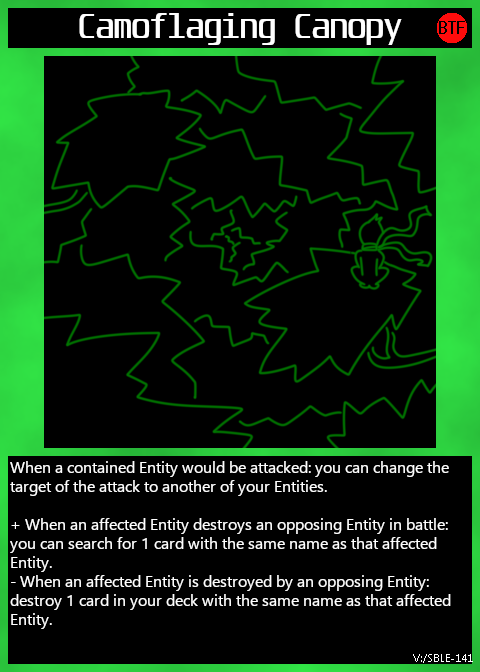 Camoflaging Canopy
BTF
When a contained Entity would be attacked: you can change the
target of the attack to another of your Entities.
+ When an affected Entity destroys an opposing Entity in battle:
you can search for 1 card with the same name as that affected
Entity.
- When an affected Entity is destroyed by an opposing Entity:
destroy 1 card in your deck with the same name as that affected
Entity.
V:/SBLE-141